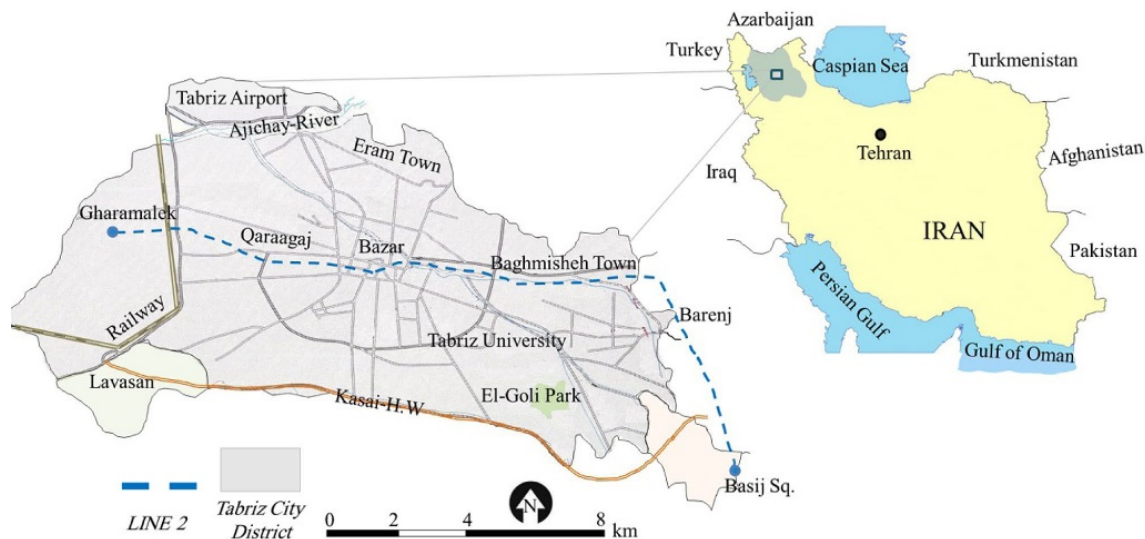 Azarbaijan
Turkey
Caspian Sea
Turkmenistan
Tehran
Iraq
Afghanistan
IRAN
Pakistan
Persian Gulf
Gulf of Oman
Tabriz Airport
Ajichay-River
Eram Town
Gharamalek
Qaraagaj
Bazar
Baghmisheh Town
Railway
Barenj
Tabriz University
Lavasan
El-Goli Park
Kasai-H.W
Basij Sq.
LINE 2
Tabriz City
District
N
0 2 4 6 8
km